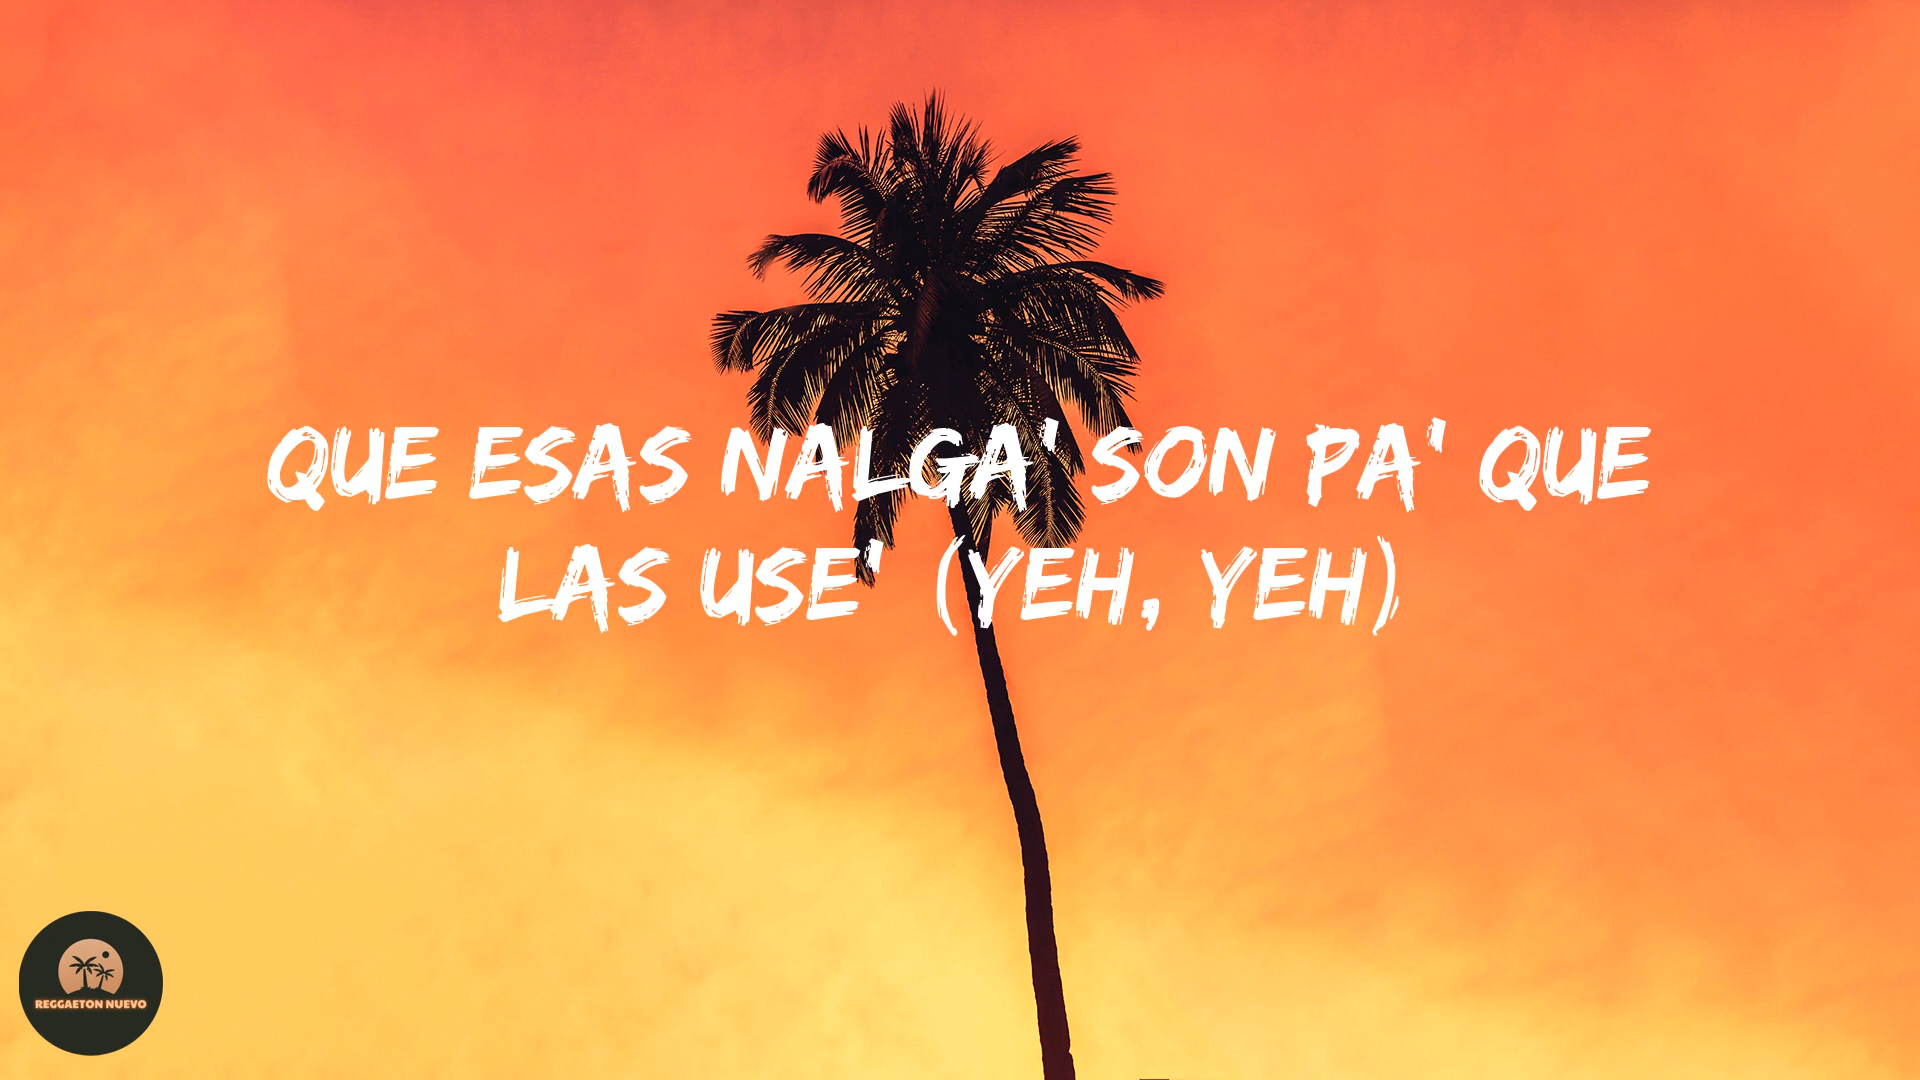 QUE ESAS NALGA' SON PA' QUE
LAS USE' (YEH, YEH)
REGGAETON NUEVO